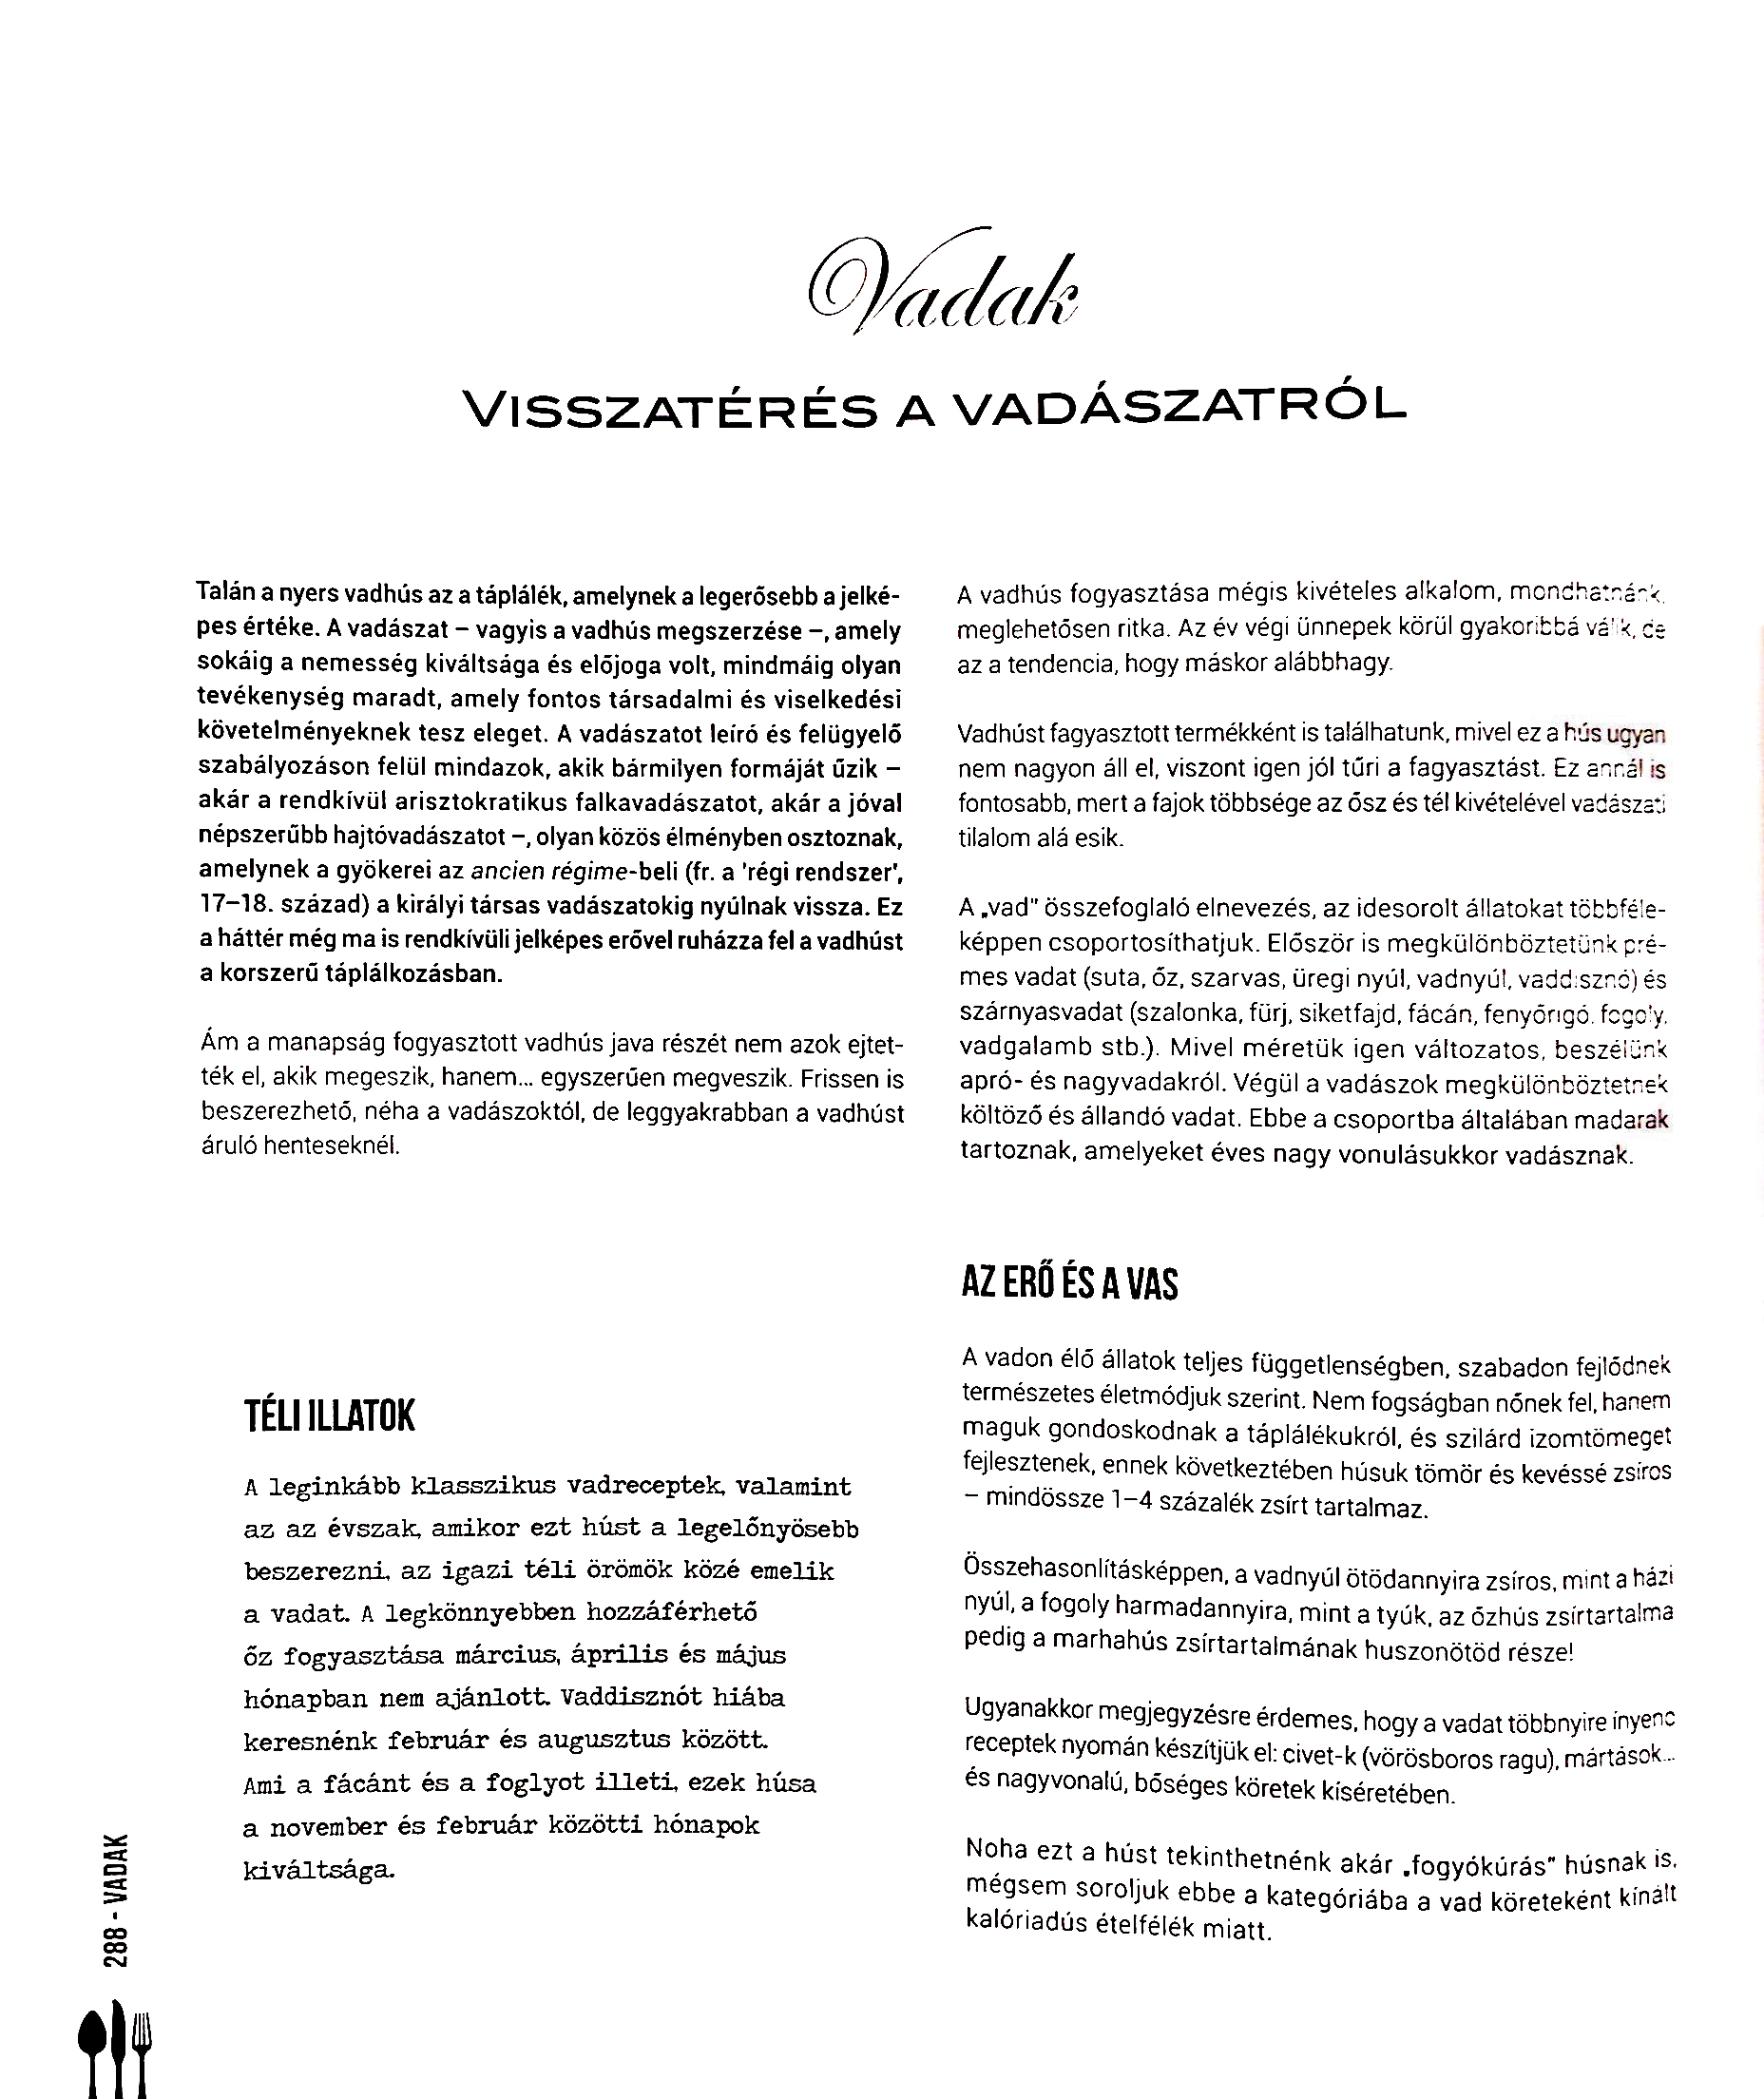 Vadak
VISSZATÉRÉS A VADÁSZATRÓL
Talán a nyers vadhús az a táplálék, amelynek a legerősebb a jelké-
pes értéke. A vadászat – vagyis a vadhús megszerzése –, amely
sokáig a nemesség kiváltsága és előjoga volt, mindmáig olyan
tevékenység maradt, amely fontos társadalmi és viselkedési
követelményeknek tesz eleget. A vadászatot leíró és felügyelő
szabályozáson felül mindazok, akik bármilyen formáját űzik –
akár a rendkívül arisztokratikus falkavadászatot, akár a jóval
népszerűbb hajtóvadászatot –, olyan közös élményben osztoznak,
amelynek a gyökerei az ancien régime-beli (fr. a 'régi rendszer',
17–18. század) a királyi társas vadászatokig nyúlnak vissza. Ez
a háttér még ma is rendkívüli jelképes erővel ruházza fel a vadhúst
a korszerű táplálkozásban.
Ám a manapság fogyasztott vadhús java részét nem azok ejtet-
ték el, akik megeszik, hanem... egyszerűen megveszik. Frissen is
beszerezhető, néha a vadászoktól, de leggyakrabban a vadhúst
áruló henteseknél.
TÉLI ILLATOK
A leginkább klasszikus vadreceptek, valamint
az az évszak, amikor ezt húst a legelőnyösebb
beszerezni, az igazi téli örömök közé emelik
a vadat. A legkönnyebben hozzáférhető
őz fogyasztása március, április és május
hónapban nem ajánlott. Vaddisznót hiába
keresnénk február és augusztus között.
Ami a fácánt és a foglyot illeti, ezek húsa
a november és február közötti hónapok
kiváltsága.
A vadhús fogyasztása mégis kivételes alkalom, mondhatnánk,
meglehetősen ritka. Az év végi ünnepek körül gyakoribbá válik, de
az a tendencia, hogy máskor alábbhagy.
Vadhúst fagyasztott termékként is találhatunk, mivel ez a hús ugyan
nem nagyon áll el, viszont igen jól tűri a fagyasztást. Ez annál is
fontosabb, mert a fajok többsége az ősz és tél kivételével vadászati
tilalom alá esik.
A „vad" összefoglaló elnevezés, az idesorolt állatokat többféle-
képpen csoportosíthatjuk. Először is megkülönböztetünk pré-
mes vadat (suta, őz, szarvas, üregi nyúl, vadnyúl, vaddisznó) és
szárnyasvadat (szalonka, fürj, siketfajd, fácán, fenyőrigó, fogoly,
vadgalamb stb.). Mivel méretük igen változatos, beszélünk
apró- és nagyvadakról. Végül a vadászok megkülönböztetnek
költöző és állandó vadat. Ebbe a csoportba általában madarak
tartoznak, amelyeket éves nagy vonulásukkor vadásznak.
AZ ERŐ ÉS A VAS
A vadon élő állatok teljes függetlenségben, szabadon fejlődnek
természetes életmódjuk szerint. Nem fogságban nőnek fel, hanem
maguk gondoskodnak a táplálékukról, és szilárd izomtömeget
fejlesztenek, ennek következtében húsuk tömör és kevéssé zsíros
– mindössze 1–4 százalék zsírt tartalmaz.
Összehasonlításképpen, a vadnyúl ötödannyira zsíros, mint a házi
nyúl, a fogoly harmadannyira, mint a tyúk, az őzhús zsírtartalma
pedig a marhahús zsírtartalmának huszonötöd része!
Ugyanakkor megjegyzésre érdemes, hogy a vadat többnyire ínyenc
receptek nyomán készítjük el: civet-k (vörösboros ragu), mártások...
és nagyvonalú, bőséges köretek kíséretében.
Noha ezt a húst tekinthetnénk akár „fogyókúrás" húsnak is,
mégsem soroljuk ebbe a kategóriába a vad köreteként kínált
kalóriadús ételfélék miatt.
288 - VADAK